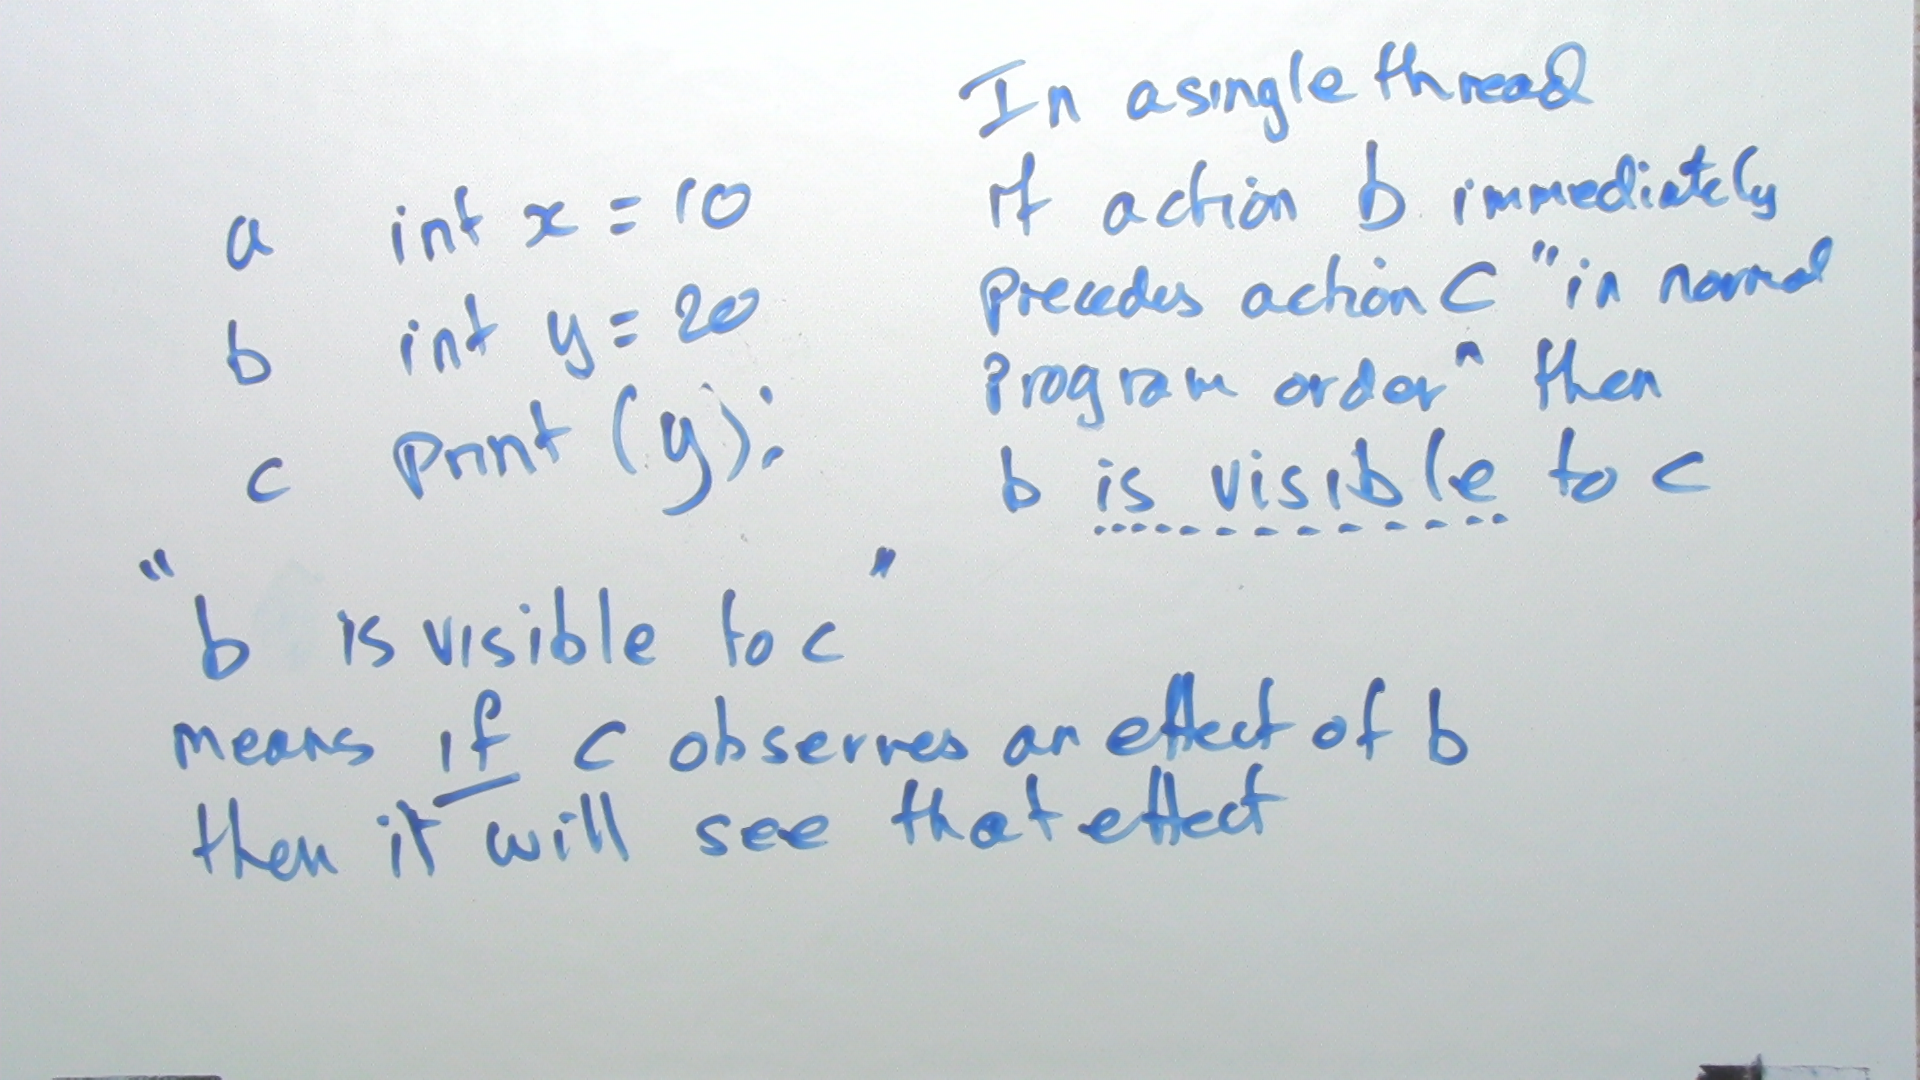 a int x = 10
b int y = 20
c Print (y);
In a single thread
if action b immediately
precedes action C "in normal
Program order" then
b is visible to c
"b is visible to c"
means if c observes an effect of b
then it will see that effect